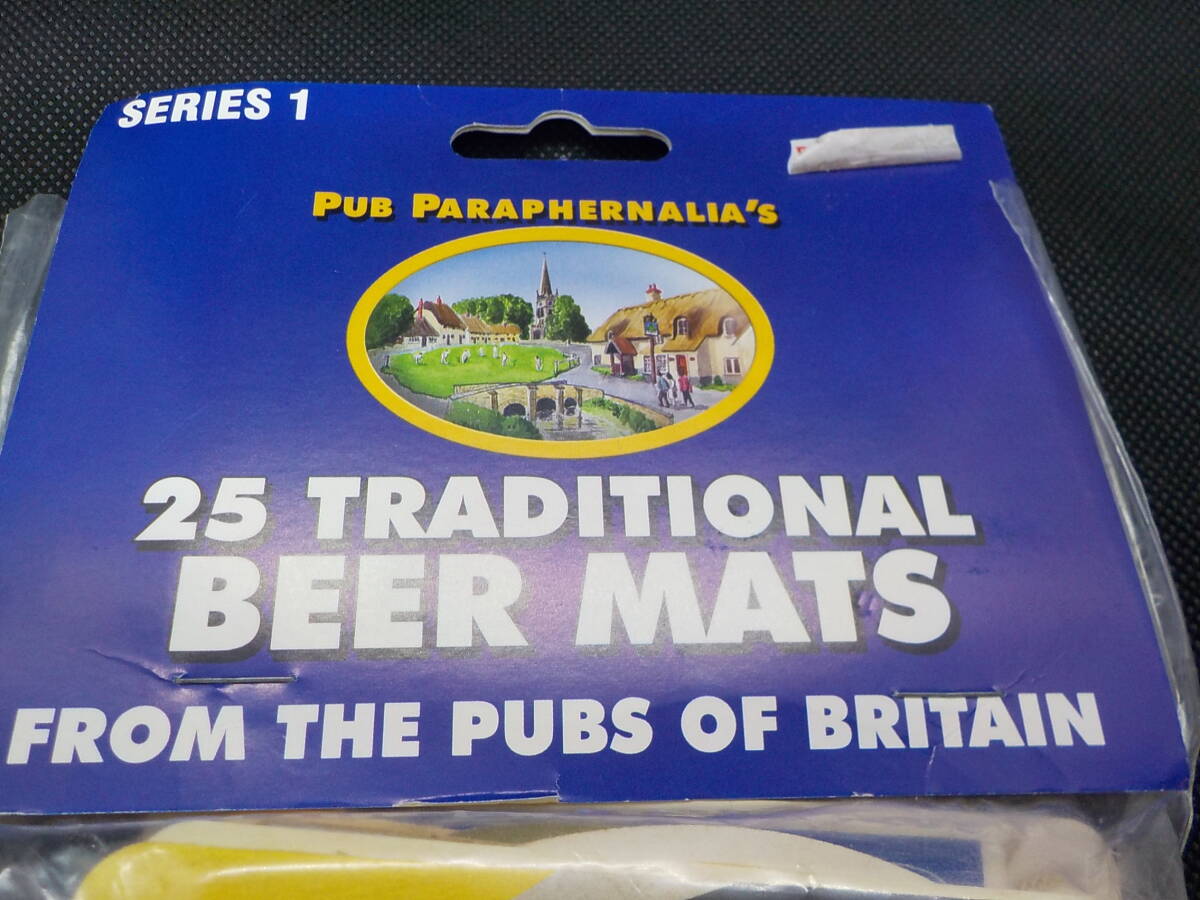 SERIES 1
PUB PARAPHERNALIA'S
25 TRADITIONAL
BEER MATS
FROM THE PUBS OF BRITAIN